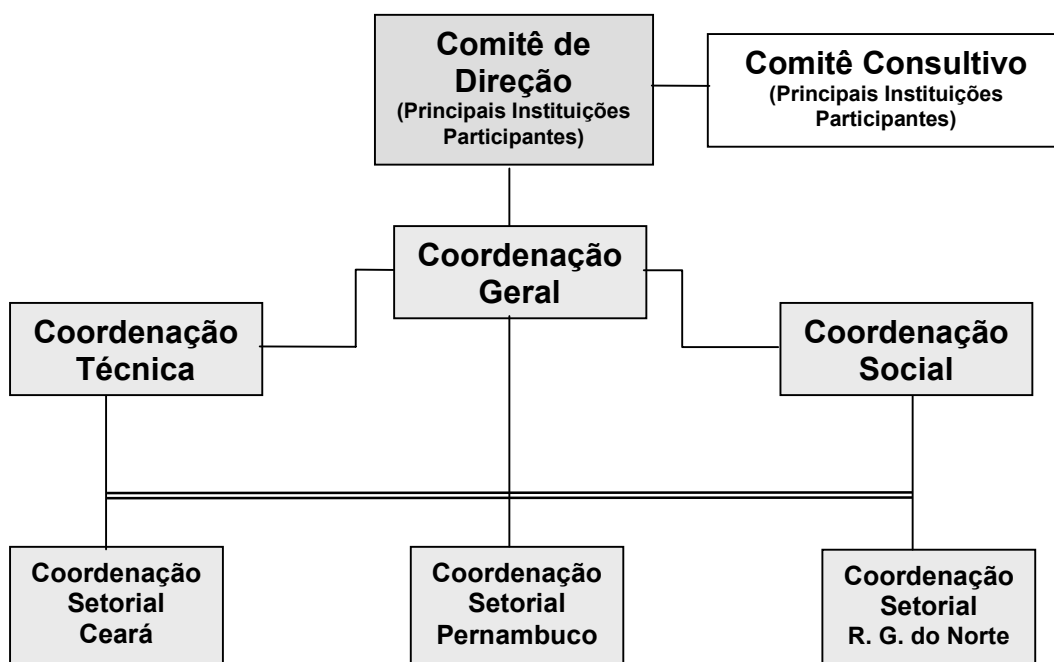 Comitê de
Direção
(Principais Instituições
Participantes)
Comitê Consultivo
(Principais Instituições
Participantes)
Coordenação
Geral
Coordenação
Técnica
Coordenação
Social
Coordenação
Setorial
Ceará
Coordenação
Setorial
Pernambuco
Coordenação
Setorial
R. G. do Norte